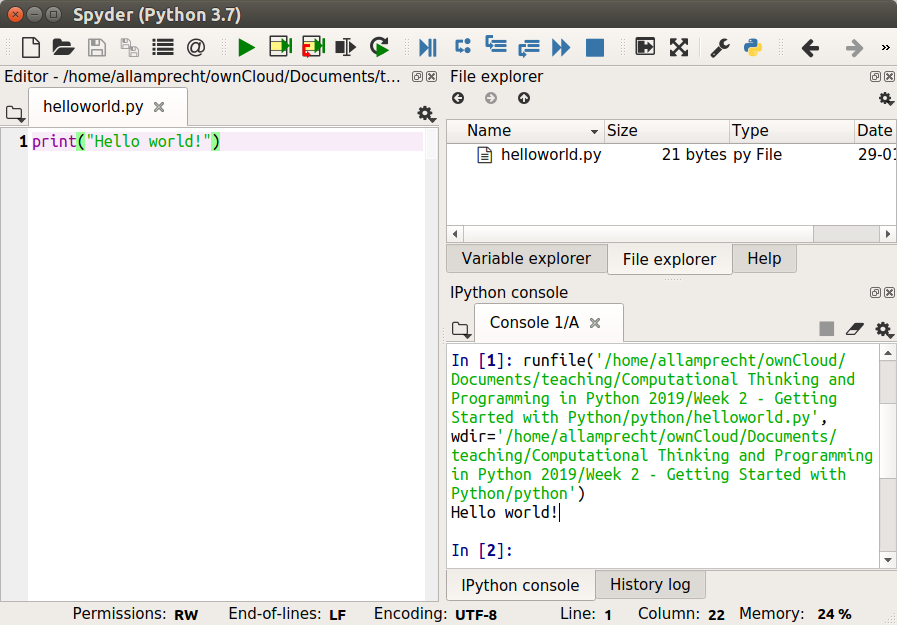 Spyder (Python 3.7)
@
»
Editor - /home/allamprecht/ownCloud/Documents/t...
helloworld.py
1 print("Hello world!")
File explorer
Name Size Type Date
helloworld.py 21 bytes py File 29-01
Variable explorer File explorer Help
IPython console
Console 1/A
In [1]: runfile('/home/allamprecht/ownCloud/
Documents/teaching/Computational Thinking and
Programming in Python 2019/Week 2 - Getting
Started with Python/python/helloworld.py',
wdir='/home/allamprecht/ownCloud/Documents/
teaching/Computational Thinking and Programming
in Python 2019/Week 2 - Getting Started with
Python/python')
Hello world!
In [2]:
IPython console History log
Permissions: RW End-of-lines: LF Encoding: UTF-8 Line: 1 Column: 22 Memory: 24 %